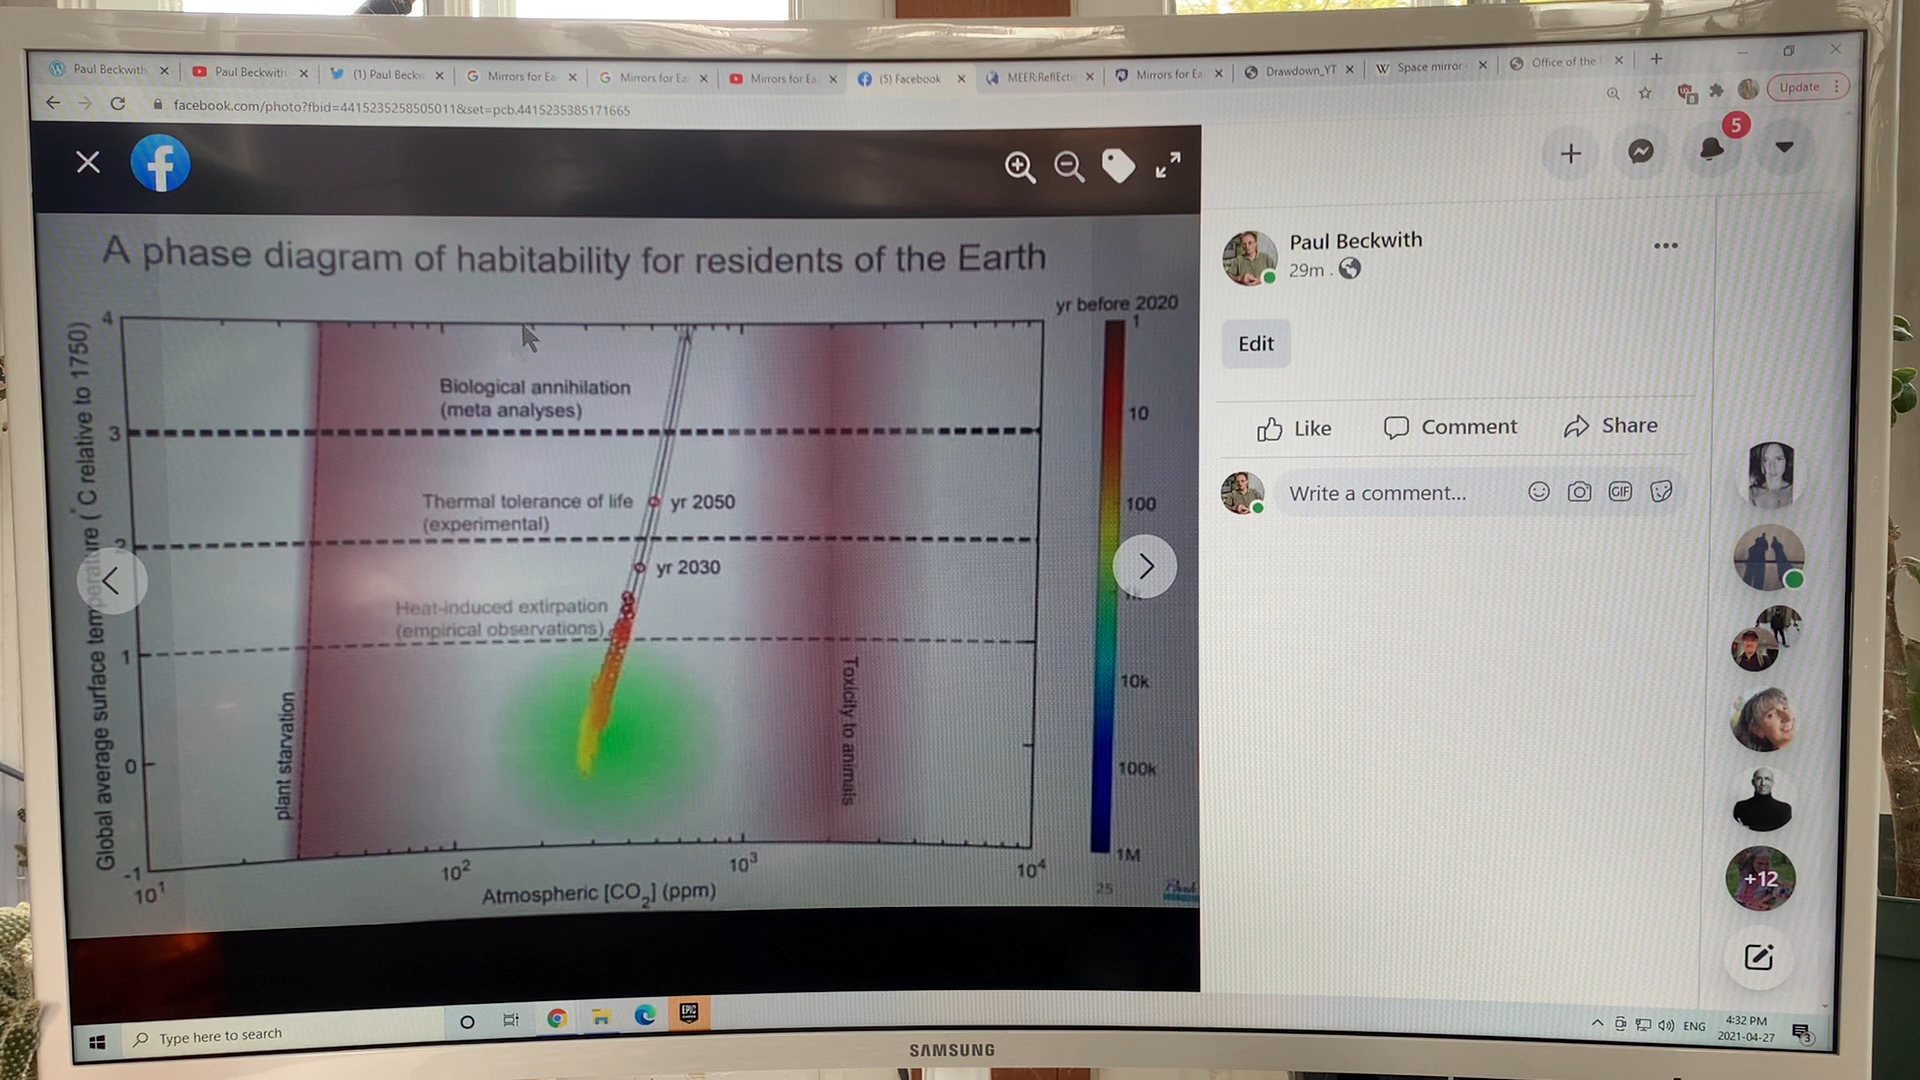 Paul Beckwith
Paul Beckwith
(1) Paul Beckw
Mirrors for Ea
Mirrors for Ea
Mirrors for Ea
(5) Facebook
MEER:ReflEcti
Mirrors for Ea
Drawdown_YT
Space mirror
Office of the
facebook.com/photo?fbid=4415235258505011&set=pcb.4415235385171665
Update
5
A phase diagram of habitability for residents of the Earth
yr before 2020
Global average surface temperature (°C relative to 1750)
4
3
2
1
0
-1
Biological annihilation
(meta analyses)
Thermal tolerance of life
(experimental)
yr 2050
yr 2030
Heat-induced extirpation
(empirical observations)
plant starvation
Toxicity to animals
10¹
10²
10³
10⁴
Atmospheric [CO₂] (ppm)
1
10
100
1k
10k
100k
1M
25
Paul Beckwith
29m
Edit
Like
Comment
Share
Write a comment...
GIF
+12
Type here to search
EPIC
ENG
4:32 PM
2021-04-27
3
SAMSUNG